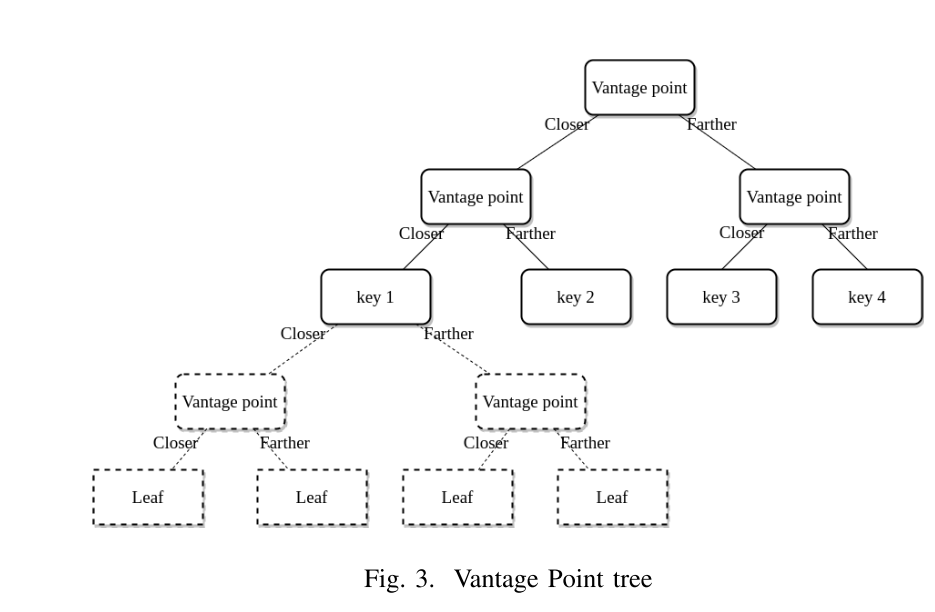 Vantage point
Closer Farther
Vantage point Vantage point
Closer Farther Closer Farther
key 1 key 2 key 3 key 4
Closer Farther
Vantage point Vantage point
Closer Farther Closer Farther
Leaf Leaf Leaf Leaf
Fig. 3. Vantage Point tree